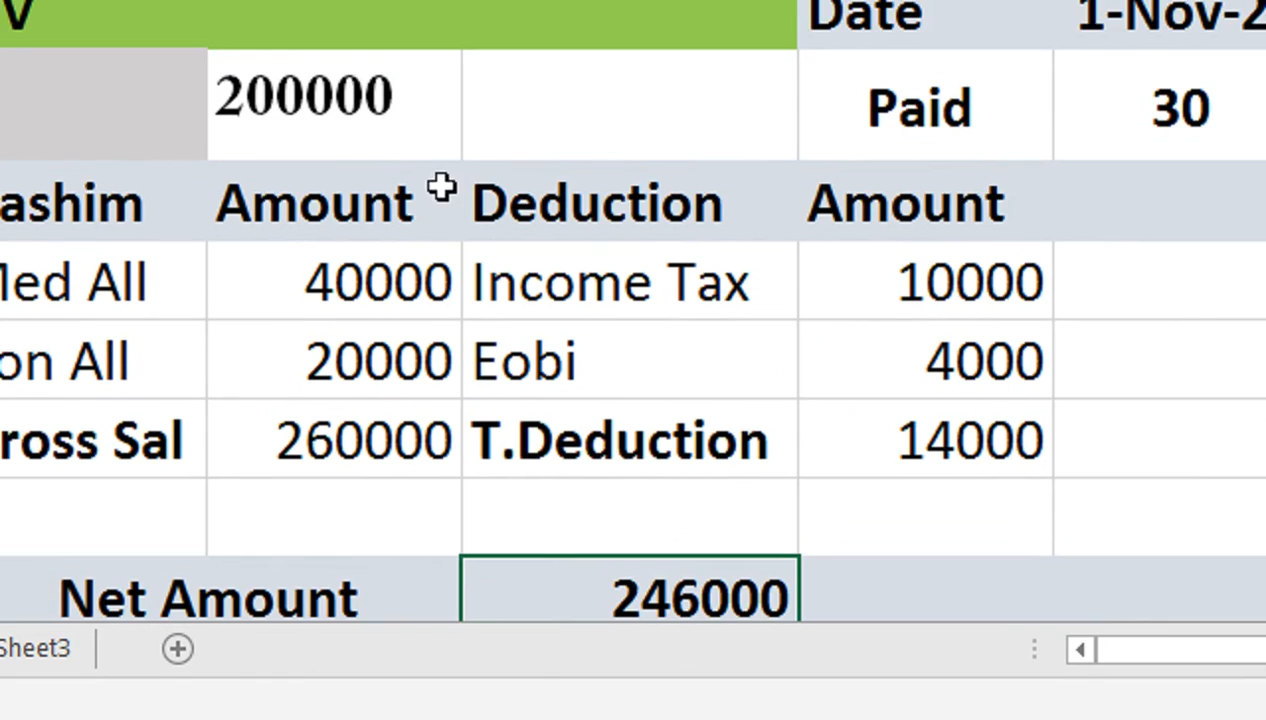 V Date 1-Nov-2
200000 Paid 30
ashim Amount Deduction Amount
Med All 40000 Income Tax 10000
on All 20000 Eobi 4000
ross Sal 260000 T.Deduction 14000
Net Amount 246000
Sheet3